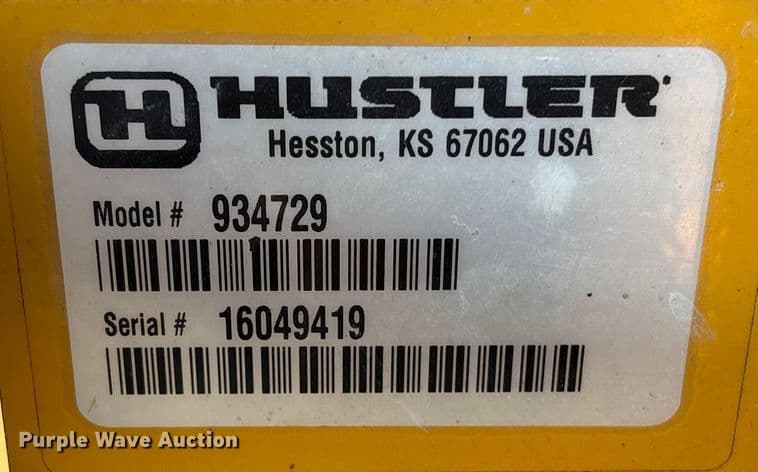 H HUSTLER
Hesston, KS 67062 USA
Model # 934729
Serial # 16049419
Purple Wave Auction